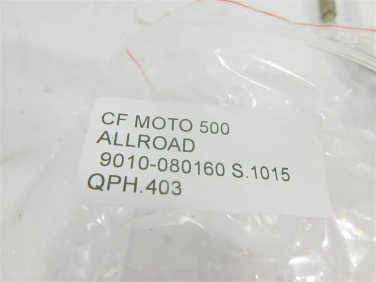 CF MOTO 500
ALLROAD
9010-080160 S.1015
QPH.403